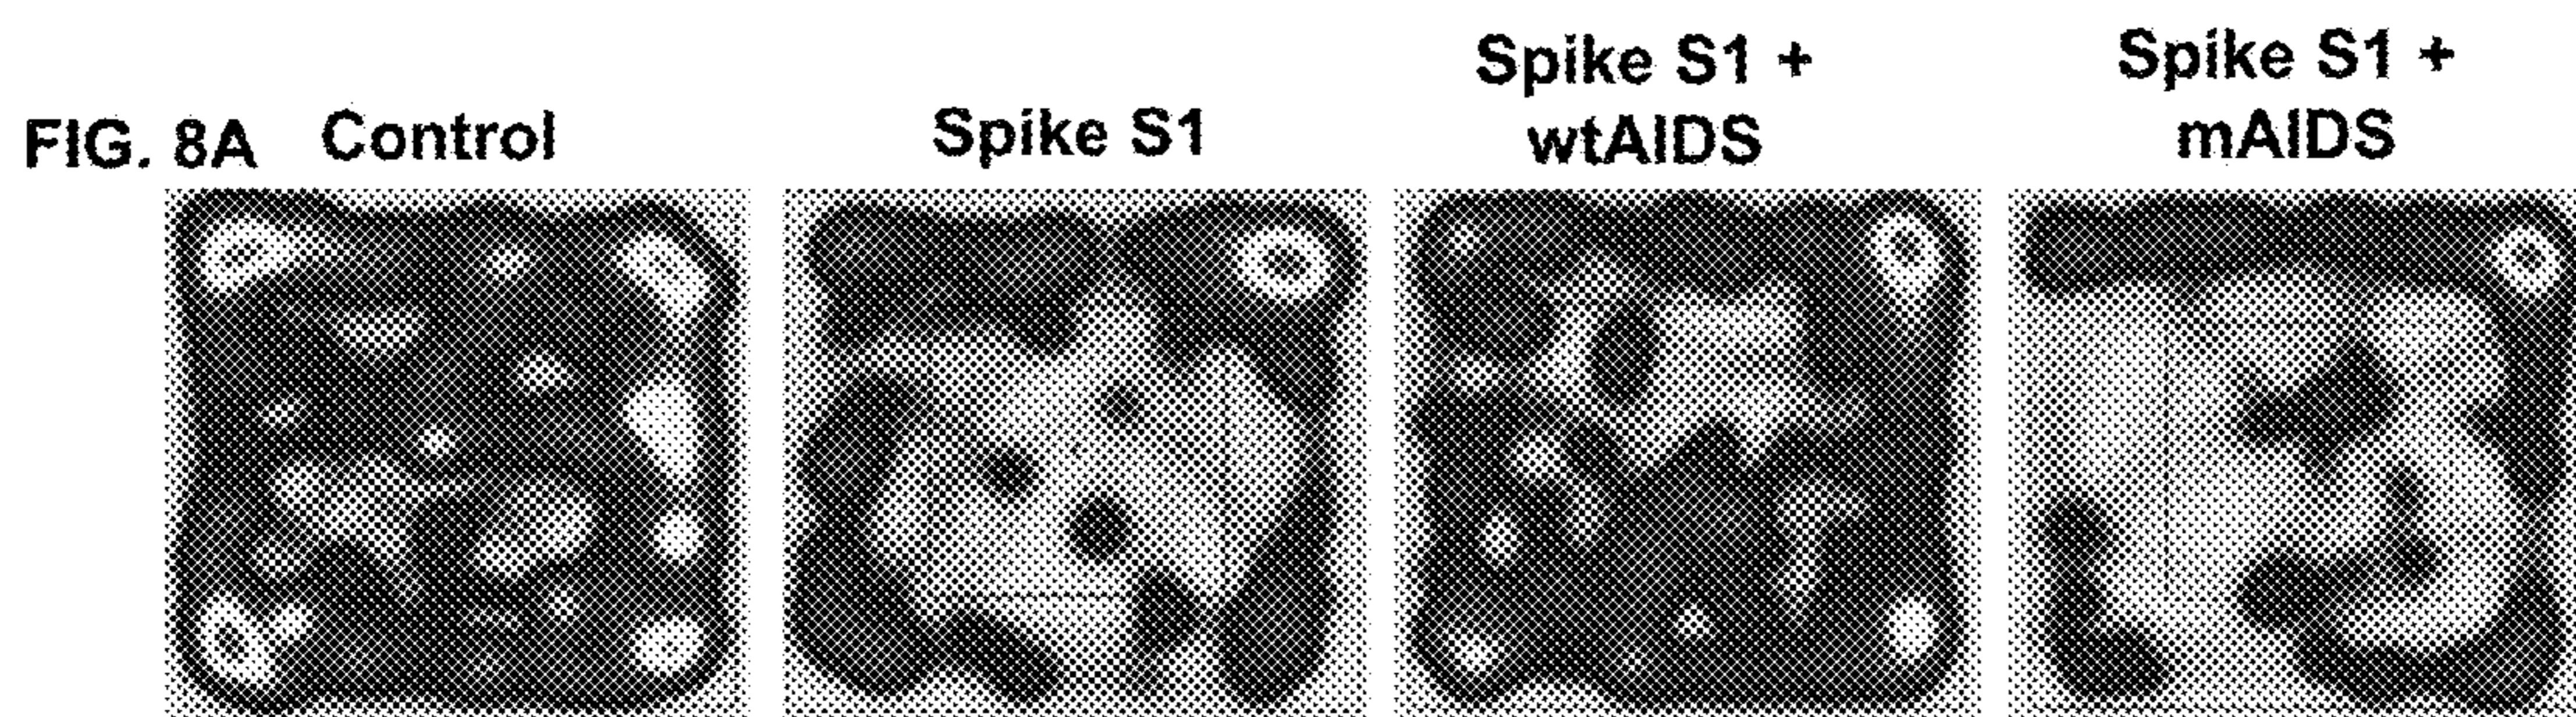 FIG. 8A
Control
Spike S1
Spike S1 +
wtAIDS
Spike S1 +
mAIDS